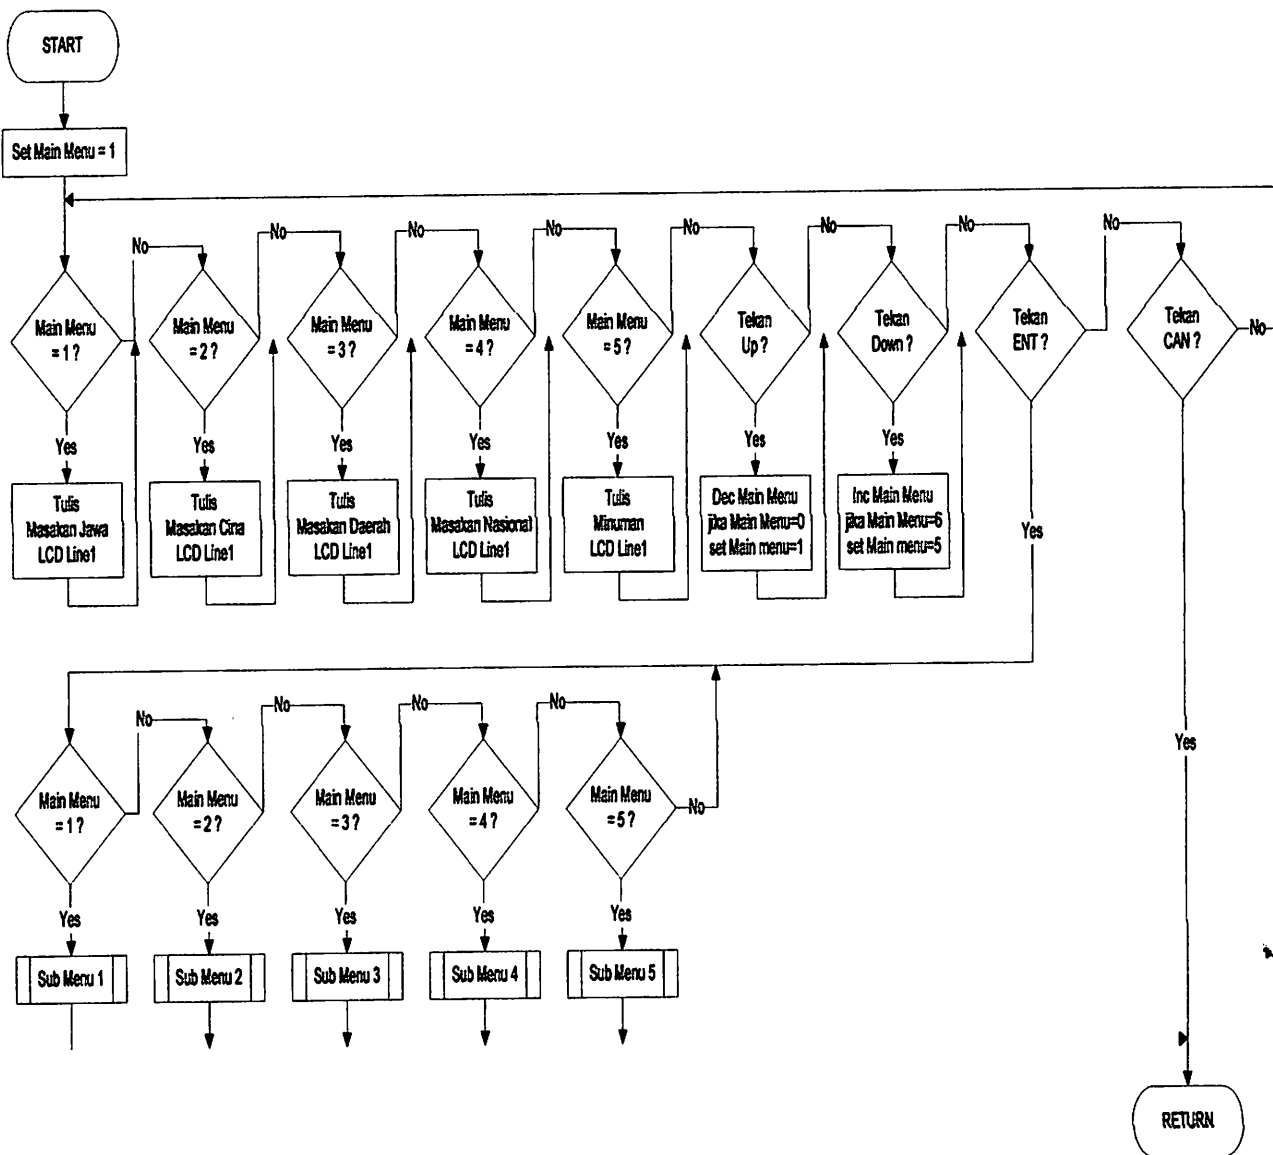 START
Set Main Menu = 1
No
No
No
No
No
No
No
No
Main Menu
= 1 ?
Main Menu
= 2 ?
Main Menu
= 3 ?
Main Menu
= 4 ?
Main Menu
= 5 ?
Tekan
Up ?
Tekan
Down ?
Tekan
ENT ?
Tekan
CAN ?
No
Yes
Yes
Yes
Yes
Yes
Yes
Yes
Tulis
Masakan Jawa
LCD Line1
Tulis
Masakan Cina
LCD Line1
Tulis
Masakan Daerah
LCD Line1
Tulis
Masakan Nasional
LCD Line1
Tulis
Minuman
LCD Line1
Dec Main Menu
jika Main Menu=0
set Main menu=1
Inc Main Menu
jika Main Menu=6
set Main menu=5
Yes
Yes
No
No
No
No
Main Menu
= 1 ?
Main Menu
= 2 ?
Main Menu
= 3 ?
Main Menu
= 4 ?
Main Menu
= 5 ?
No
Yes
Yes
Yes
Yes
Yes
Sub Menu 1
Sub Menu 2
Sub Menu 3
Sub Menu 4
Sub Menu 5
RETURN